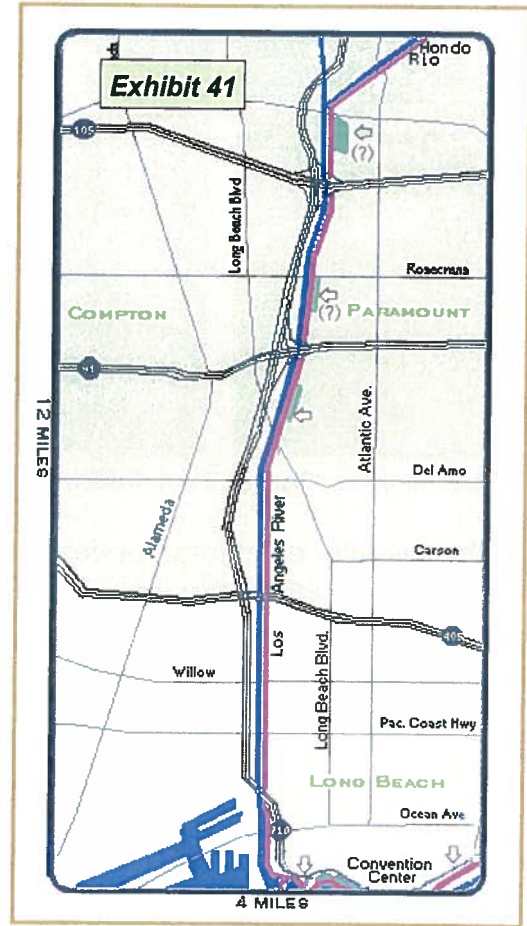 Hondo
Rio
Exhibit 41
105
(?)
Long Beach Blvd
Rosecrans
(?)
COMPTON
PARAMOUNT
91
12 MILES
Atlantic Ave.
Del Amo
Alameda
Angeles River
Carson
Los
405
Willow
Long Beach Blvd.
Pac. Coast Hwy
LONG BEACH
Ocean Ave
710
Convention
Center
4 MILES